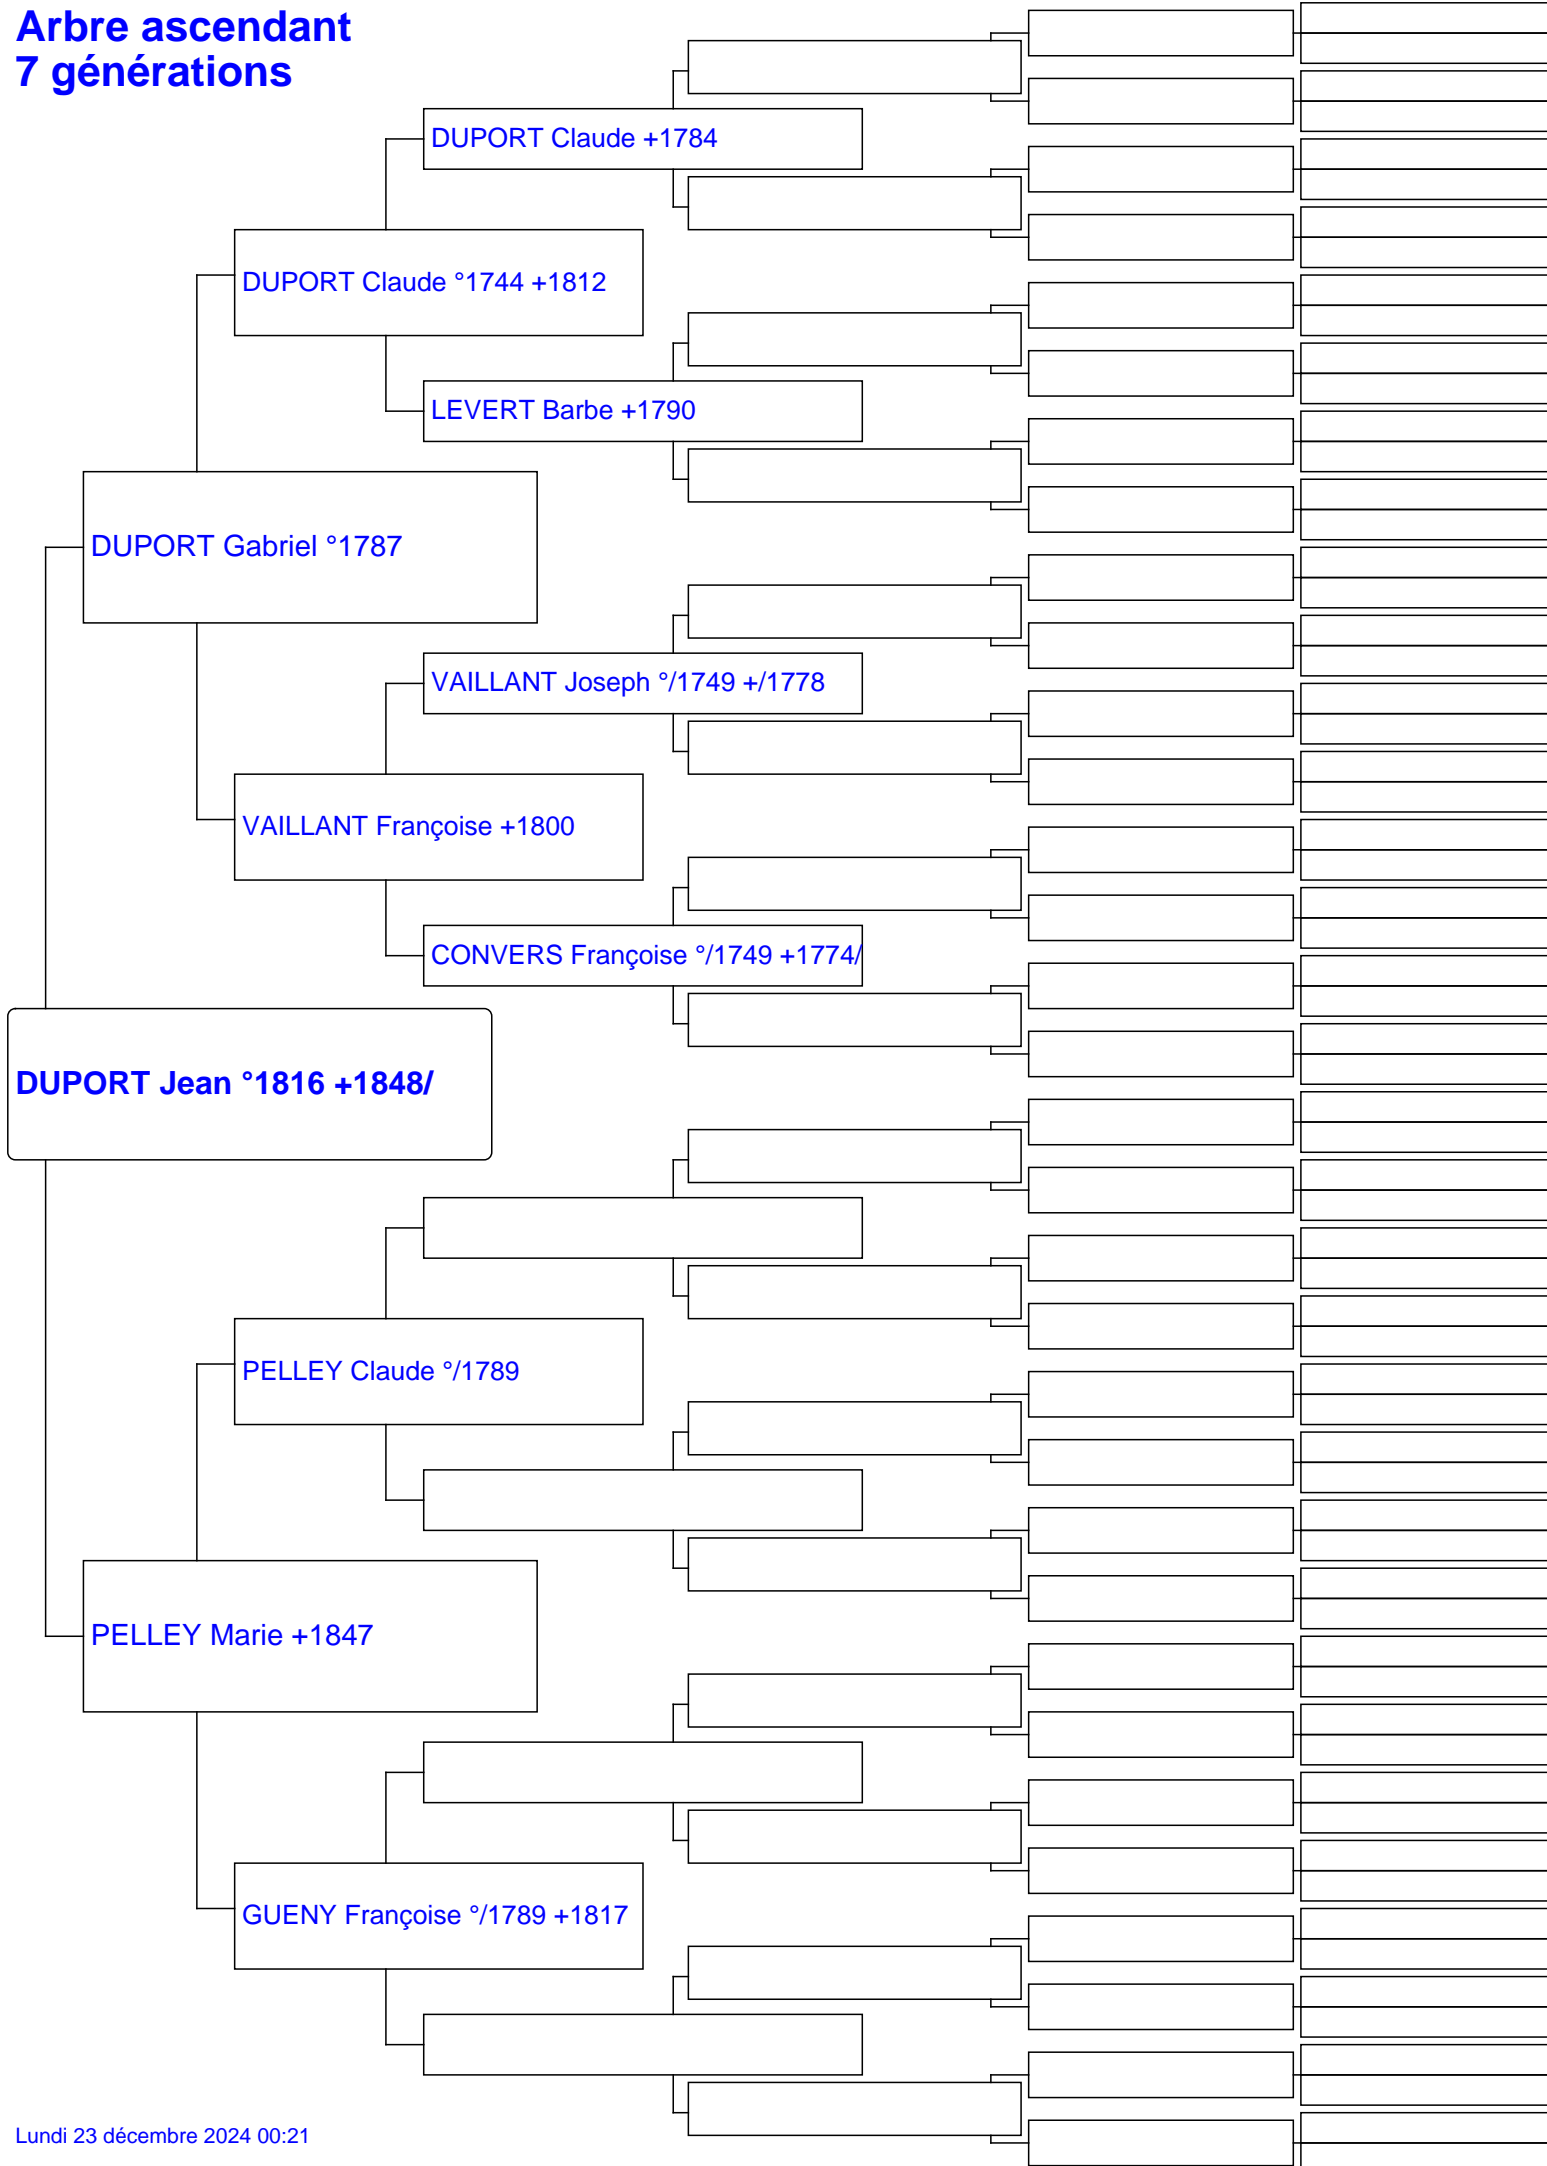 Arbre ascendant
7 générations
DUPORT Claude +1784
DUPORT Claude °1744 +1812
LEVERT Barbe +1790
DUPORT Gabriel °1787
VAILLANT Joseph °/1749 +/1778
VAILLANT Françoise +1800
CONVERS Françoise °/1749 +1774/
DUPORT Jean °1816 +1848/
PELLEY Claude °/1789
PELLEY Marie +1847
GUENY Françoise °/1789 +1817
Lundi 23 décembre 2024 00:21